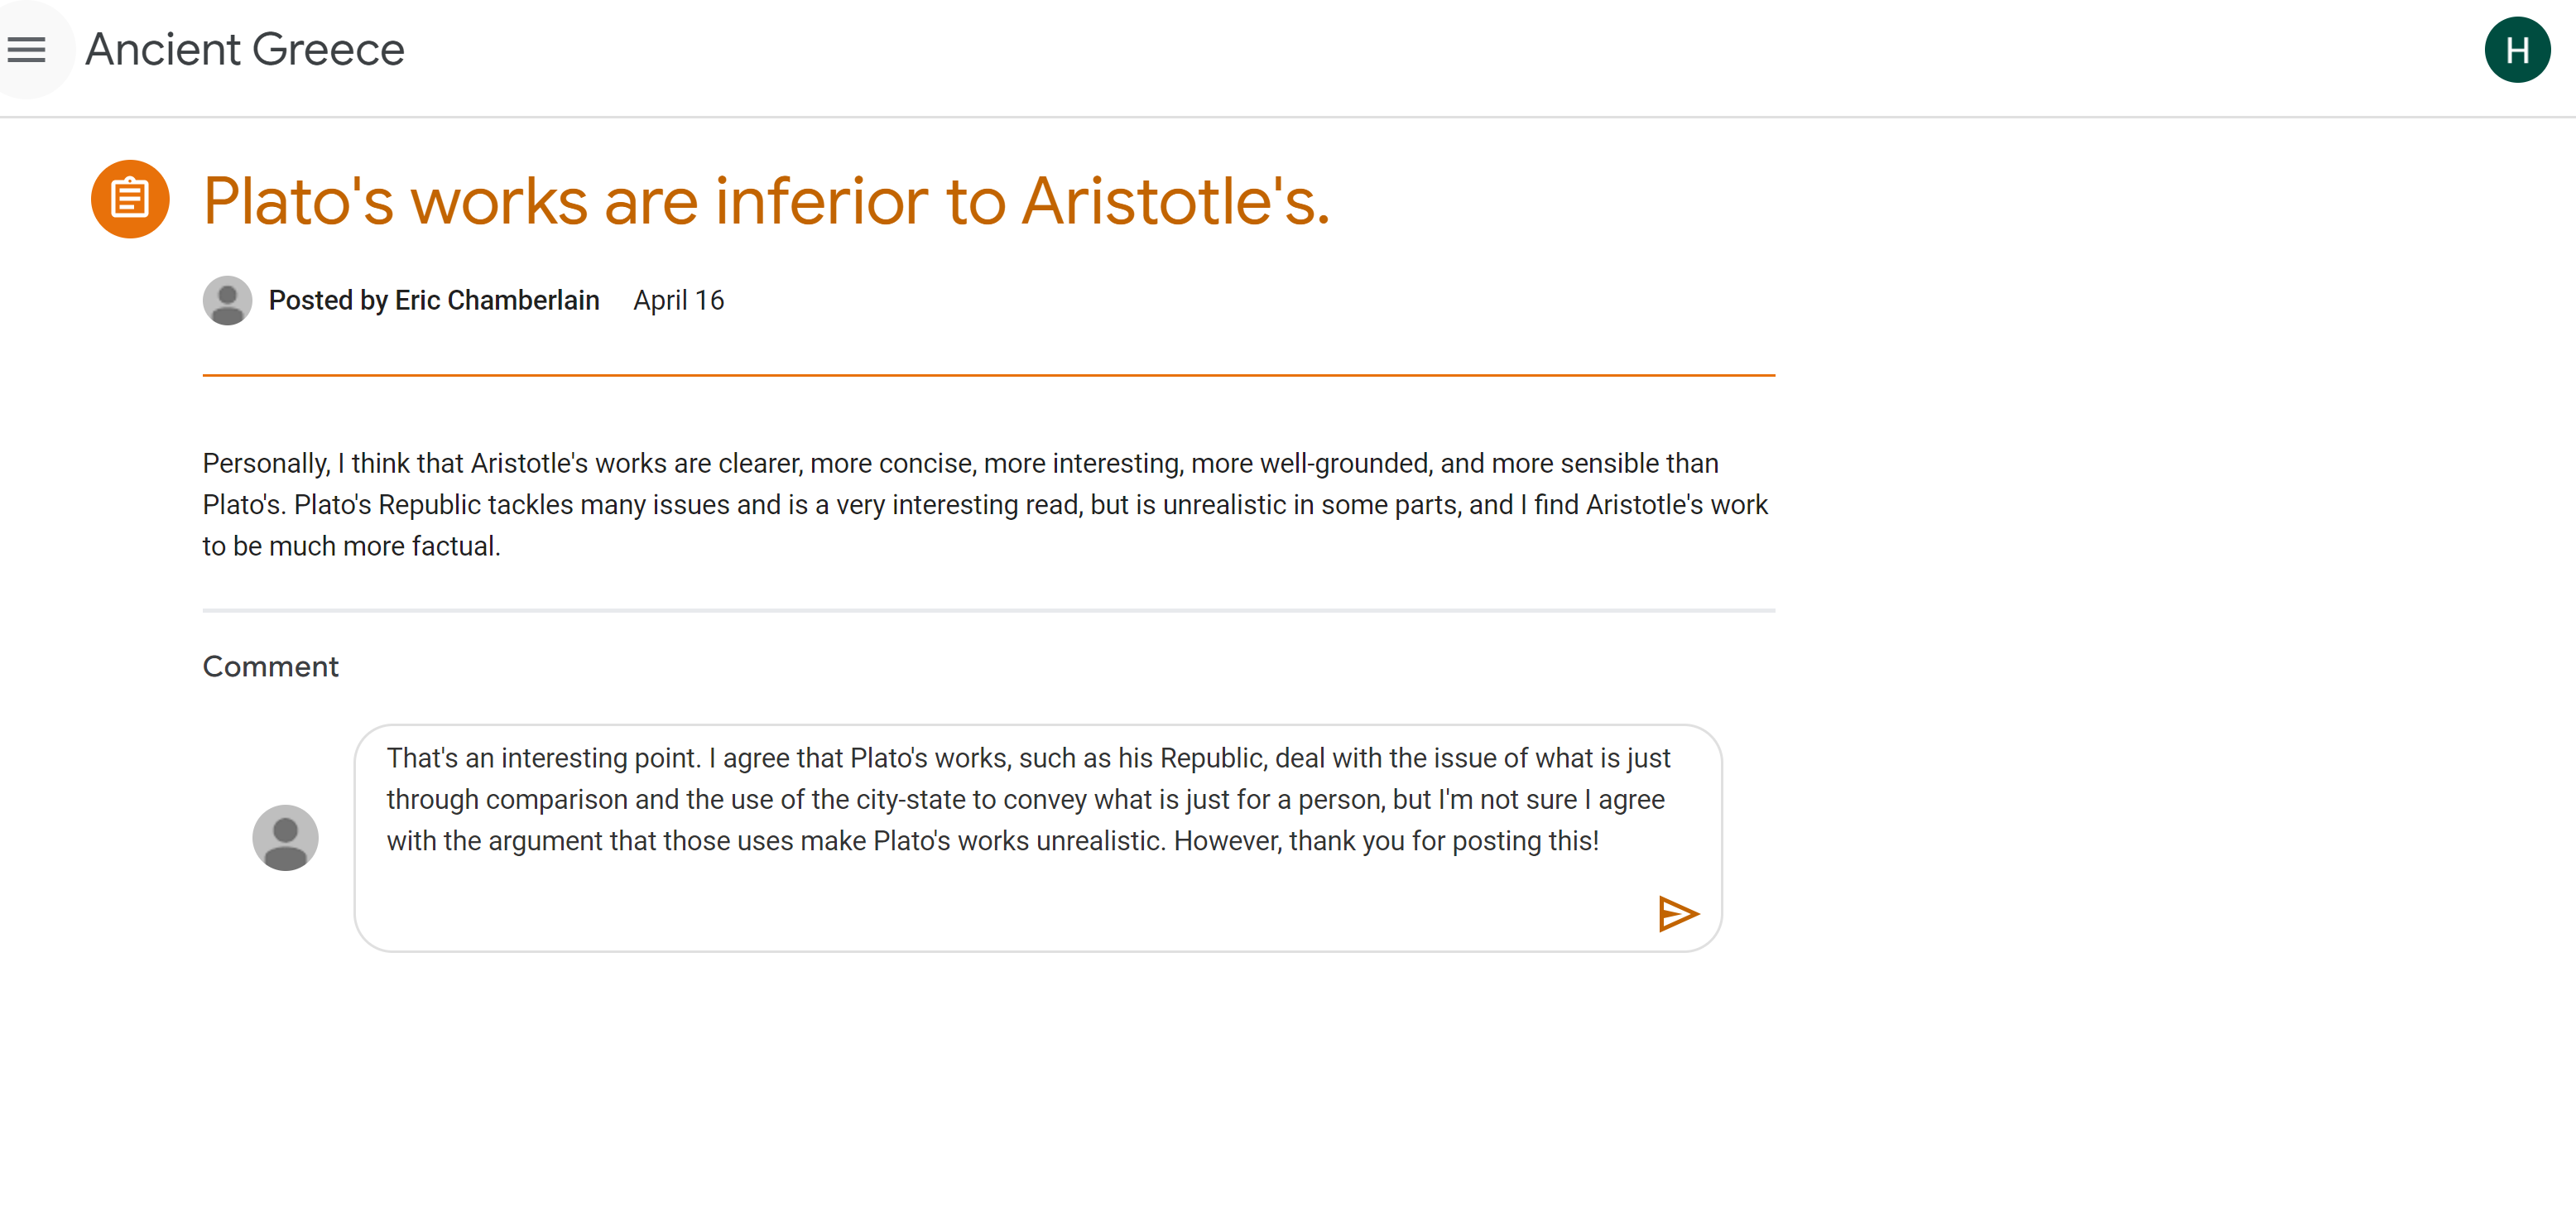 Ancient Greece
H
Plato's works are inferior to Aristotle's.
Posted by Eric Chamberlain April 16
Personally, I think that Aristotle's works are clearer, more concise, more interesting, more well-grounded, and more sensible than
Plato's. Plato's Republic tackles many issues and is a very interesting read, but is unrealistic in some parts, and I find Aristotle's work
to be much more factual.
Comment
That's an interesting point. I agree that Plato's works, such as his Republic, deal with the issue of what is just
through comparison and the use of the city-state to convey what is just for a person, but I'm not sure I agree
with the argument that those uses make Plato's works unrealistic. However, thank you for posting this!